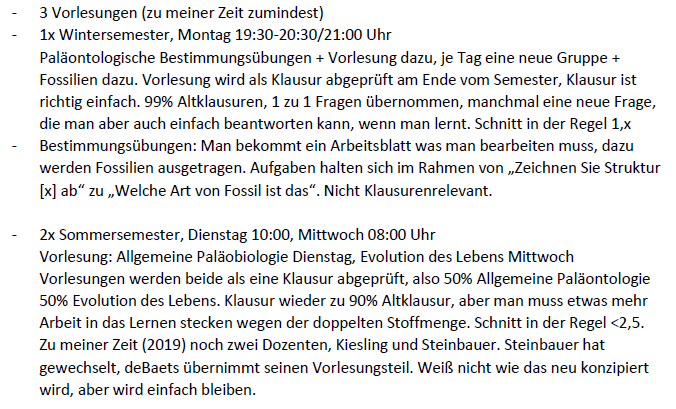 - 3 Vorlesungen (zu meiner Zeit zumindest)
- 1x Wintersemester, Montag 19:30-20:30/21:00 Uhr
Paläontologische Bestimmungsübungen + Vorlesung dazu, je Tag eine neue Gruppe +
Fossilien dazu. Vorlesung wird als Klausur abgeprüft am Ende vom Semester, Klausur ist
richtig einfach. 99% Altklausuren, 1 zu 1 Fragen übernommen, manchmal eine neue Frage,
die man aber auch einfach beantworten kann, wenn man lernt. Schnitt in der Regel 1,x
- Bestimmungsübungen: Man bekommt ein Arbeitsblatt was man bearbeiten muss, dazu
werden Fossilien ausgetragen. Aufgaben halten sich im Rahmen von „Zeichnen Sie Struktur
[x] ab“ zu „Welche Art von Fossil ist das“. Nicht Klausurenrelevant.
- 2x Sommersemester, Dienstag 10:00, Mittwoch 08:00 Uhr
Vorlesung: Allgemeine Paläobiologie Dienstag, Evolution des Lebens Mittwoch
Vorlesungen werden beide als eine Klausur abgeprüft, also 50% Allgemeine Paläontologie
50% Evolution des Lebens. Klausur wieder zu 90% Altklausur, aber man muss etwas mehr
Arbeit in das Lernen stecken wegen der doppelten Stoffmenge. Schnitt in der Regel <2,5.
Zu meiner Zeit (2019) noch zwei Dozenten, Kiesling und Steinbauer. Steinbauer hat
gewechselt, deBaets übernimmt seinen Vorlesungsteil. Weiß nicht wie das neu konzipiert
wird, aber wird einfach bleiben.